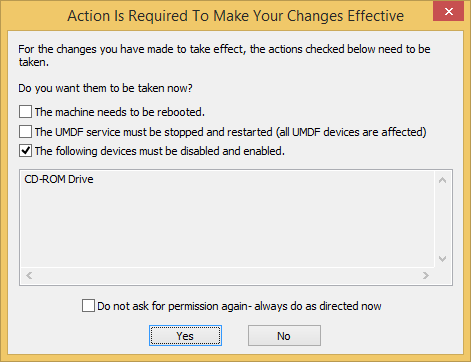 Action Is Required To Make Your Changes Effective
For the changes you have made to take effect, the actions checked below need to be
taken.
Do you want them to be taken now?
The machine needs to be rebooted.
The UMDF service must be stopped and restarted (all UMDF devices are affected)
The following devices must be disabled and enabled.
CD-ROM Drive
Do not ask for permission again- always do as directed now
Yes
No